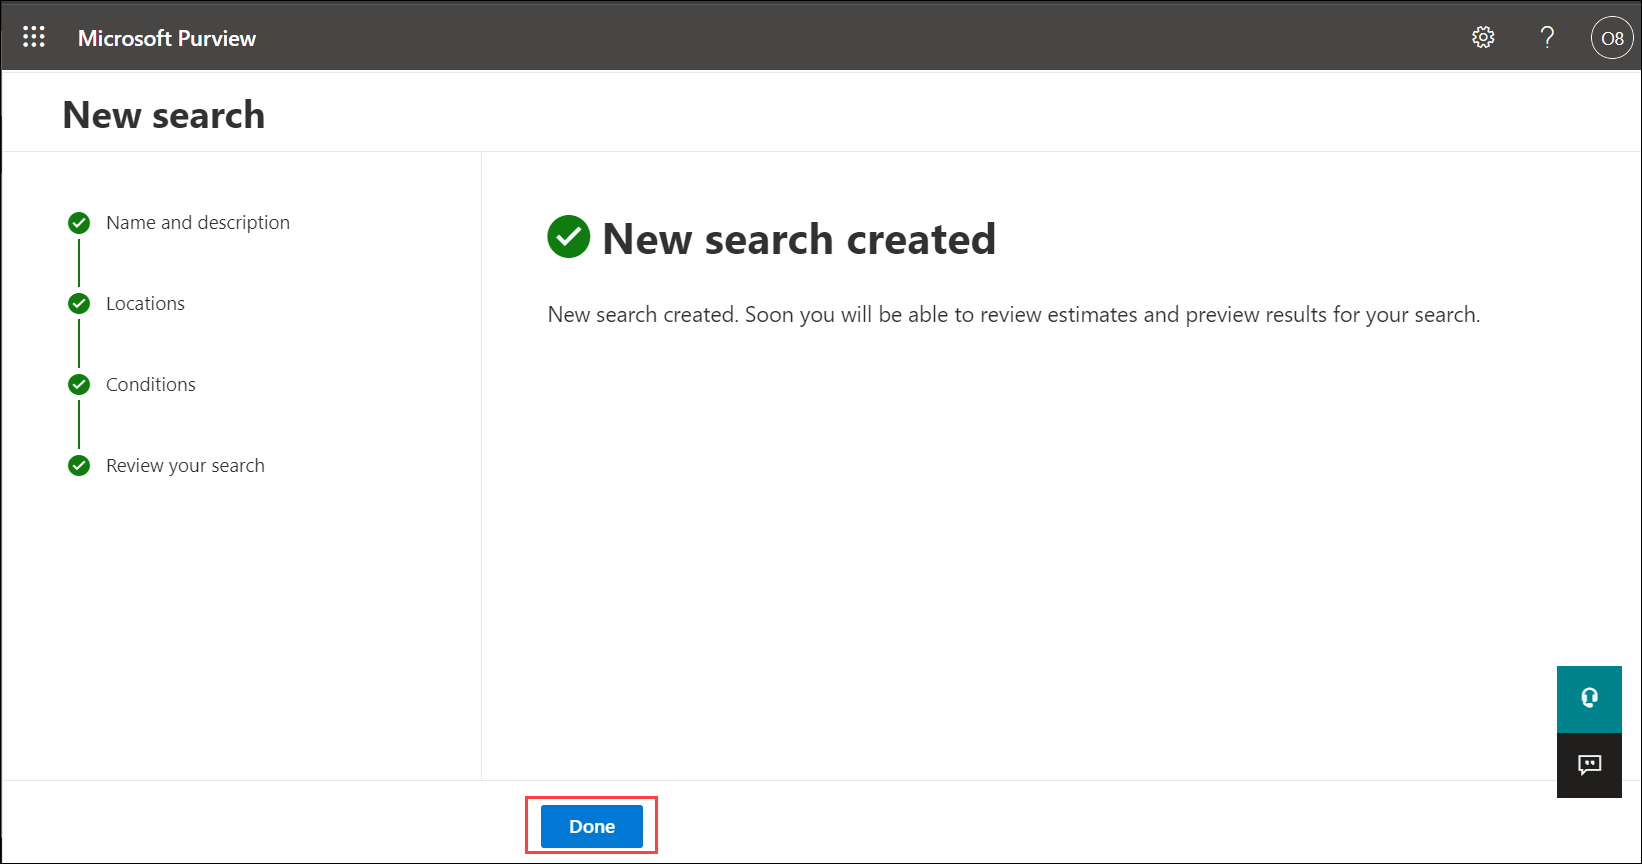 Microsoft Purview
?
O8
New search
Name and description
Locations
Conditions
Review your search
New search created
New search created. Soon you will be able to review estimates and preview results for your search.
Done